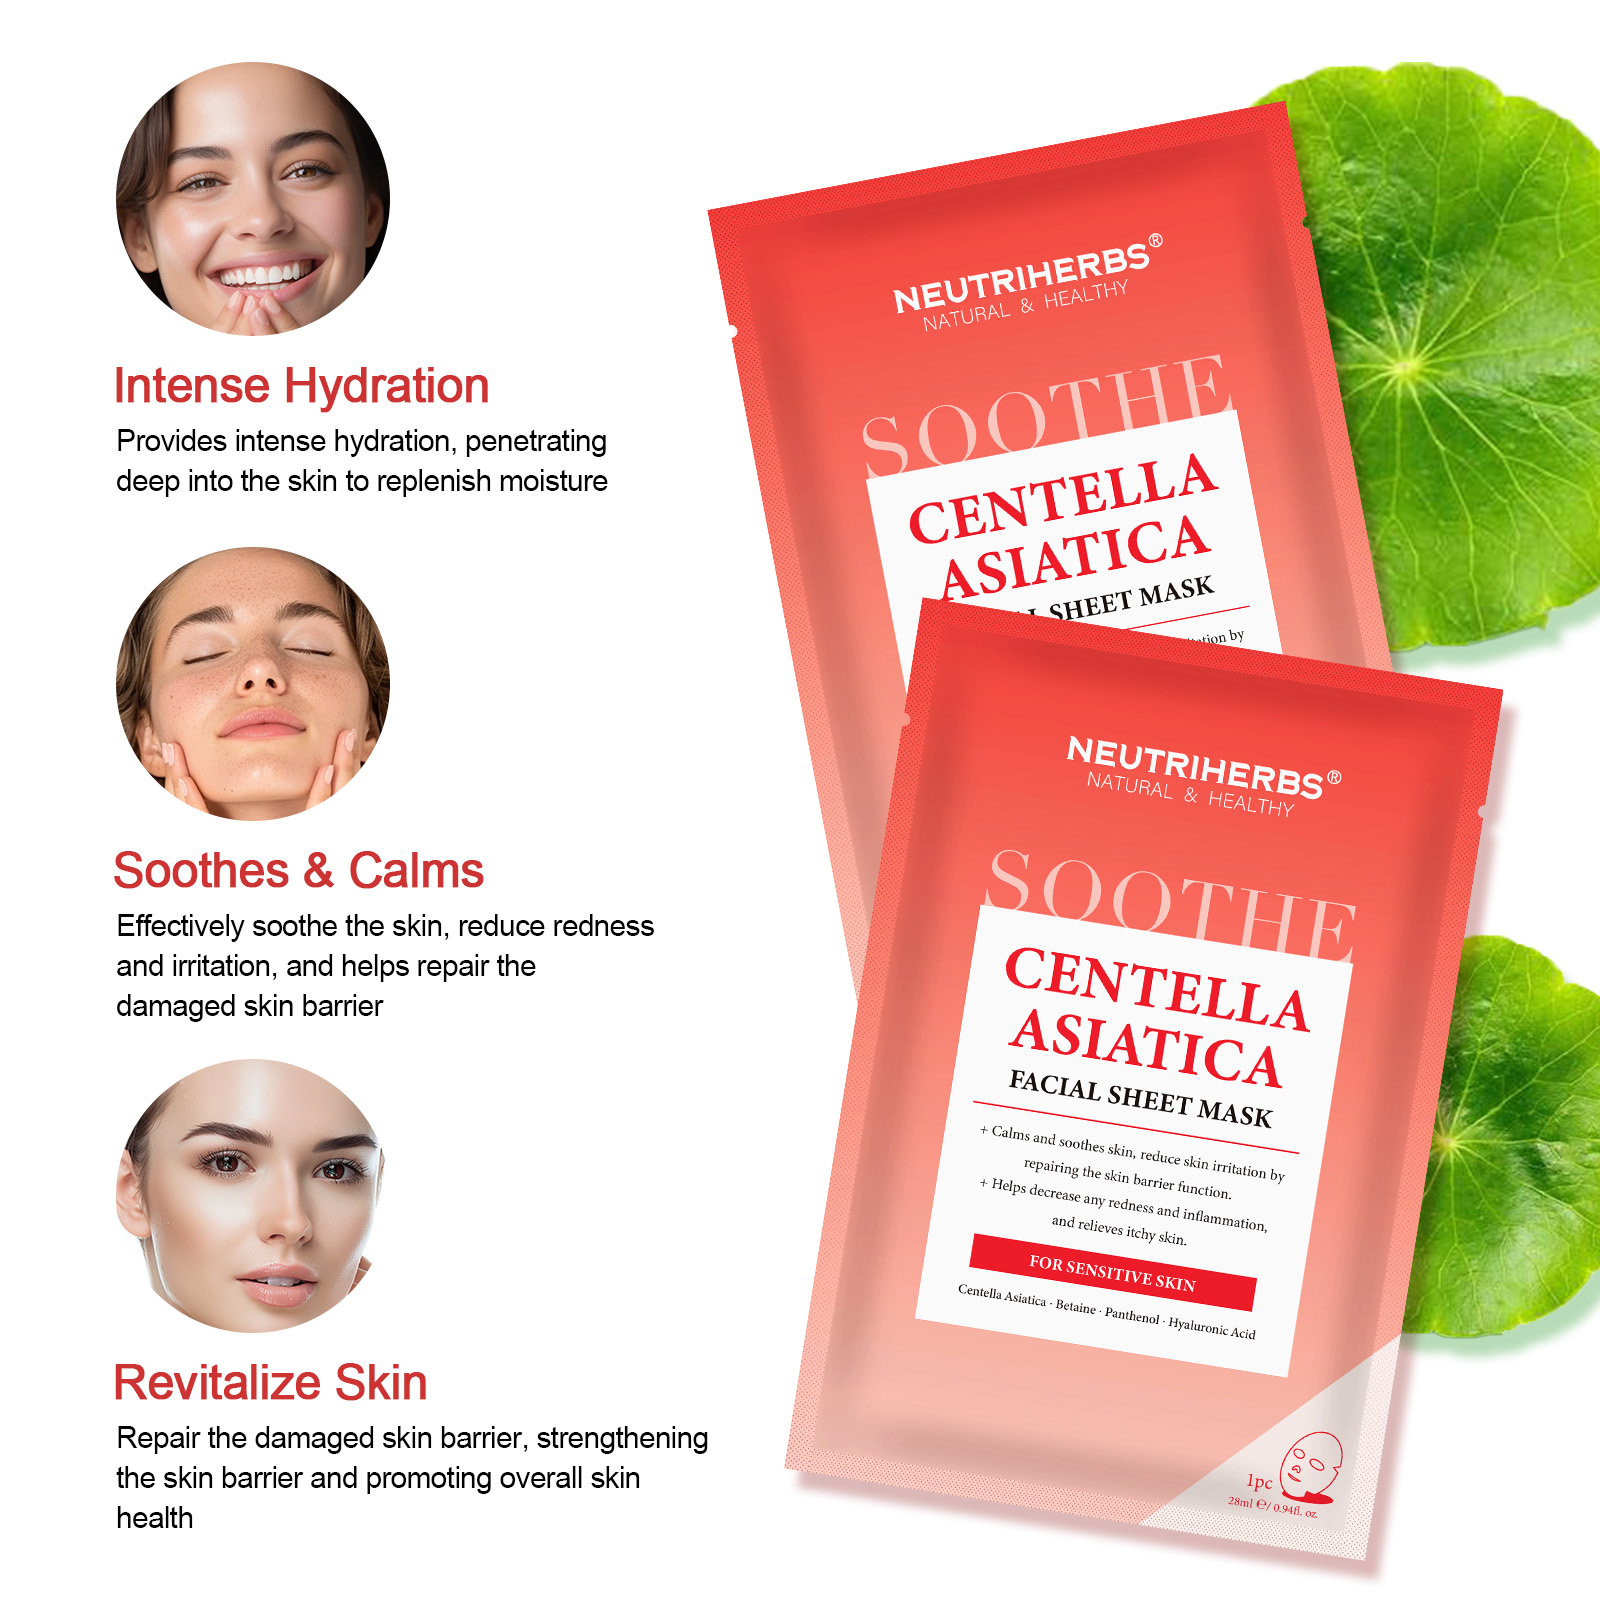 Intense Hydration
Provides intense hydration, penetrating
deep into the skin to replenish moisture
Soothes & Calms
Effectively soothe the skin, reduce redness
and irritation, and helps repair the
damaged skin barrier
Revitalize Skin
Repair the damaged skin barrier, strengthening
the skin barrier and promoting overall skin
health
NEUTRIHERBS®
NATURAL & HEALTHY
SOOTHE
CENTELLA
ASIATICA
SHEET MASK
by
NEUTRIHERBS®
NATURAL & HEALTHY
SOOTHE
CENTELLA
ASIATICA
FACIAL SHEET MASK
+ Calms and soothes skin, reduce skin irritation by
repairing the skin barrier function.
+ Helps decrease any redness and inflammation,
and relieves itchy skin.
FOR SENSITIVE SKIN
Centella Asiatica · Betaine · Panthenol · Hyaluronic Acid
1pc
28ml ℮/ 0.94fl. oz.